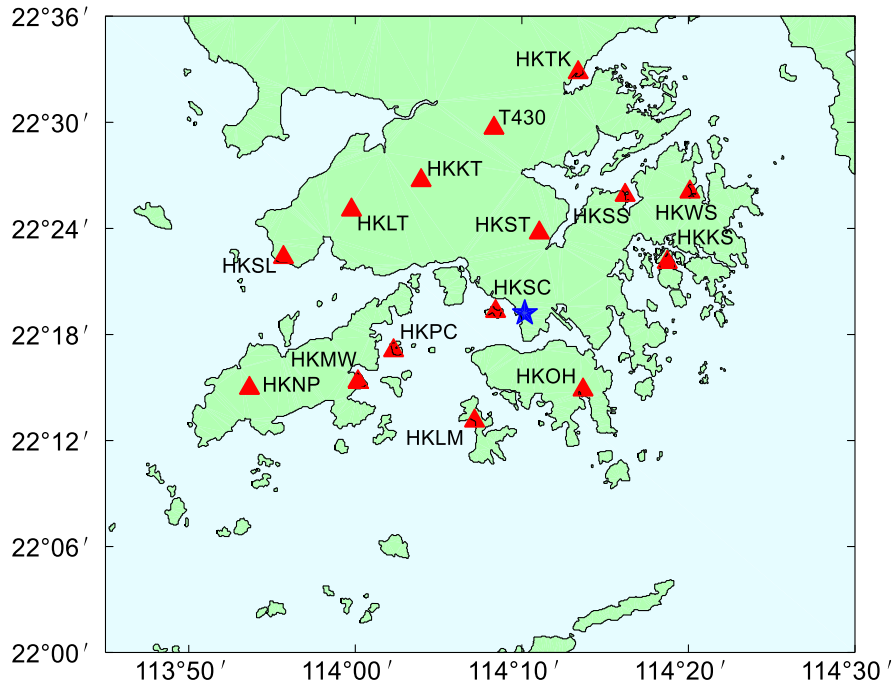 22°36′
HKTK
22°30′
T430
HKKT
HKSS
HKWS
HKLT
HKST
22°24′
HKKS
HKSL
HKSC
22°18′
HKPC
HKMW
HKNP
HKOH
22°12′
HKLM
22°06′
22°00′
113°50′
114°00′
114°10′
114°20′
114°30′